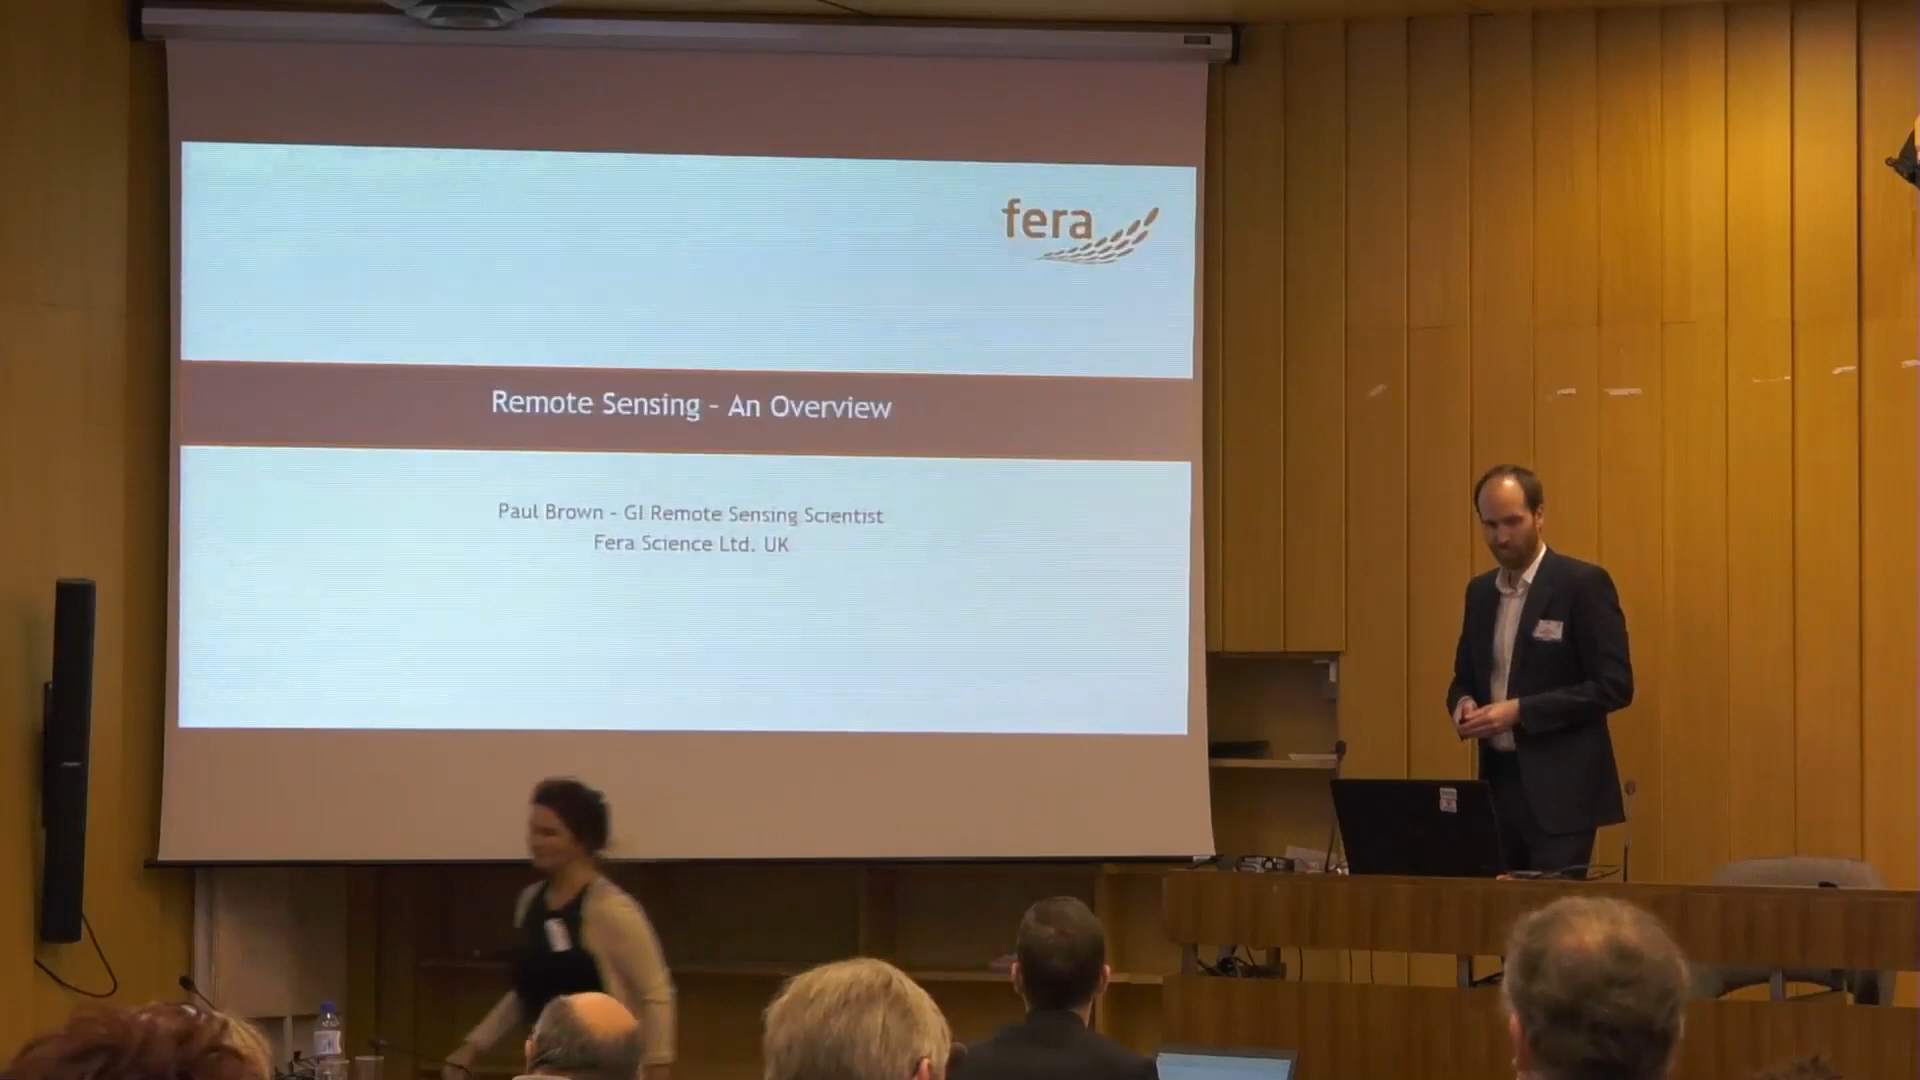 fera
Remote Sensing - An Overview
Paul Brown - GI Remote Sensing Scientist
Fera Science Ltd. UK